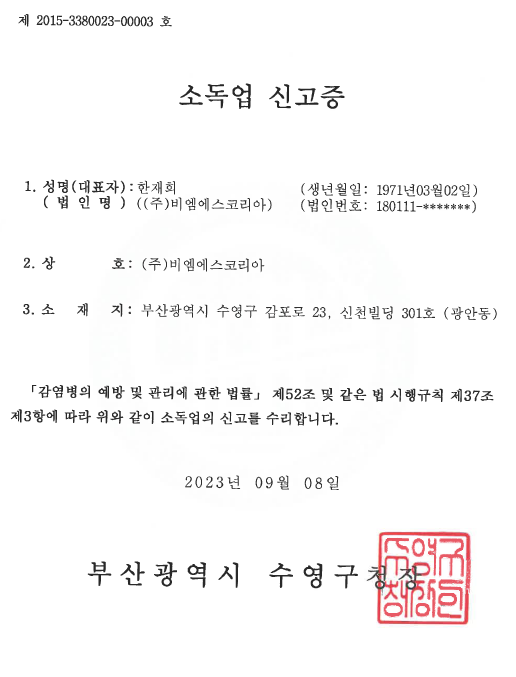 제 2015-3380023-00003 호
소독업 신고증
1. 성명(대표자) : 한재희 (생년월일: 1971년03월02일)
( 법 인 명 ) ((주)비엠에스코리아) (법인번호: 180111-*******)
2. 상 호: (주)비엠에스코리아
3. 소 재 지: 부산광역시 수영구 감포로 23, 신천빌딩 301호 (광안동)
「감염병의 예방 및 관리에 관한 법률」 제52조 및 같은 법 시행규칙 제37조
제3항에 따라 위와 같이 소독업의 신고를 수리합니다.
2023년 09월 08일
부산광역시 수영구청장